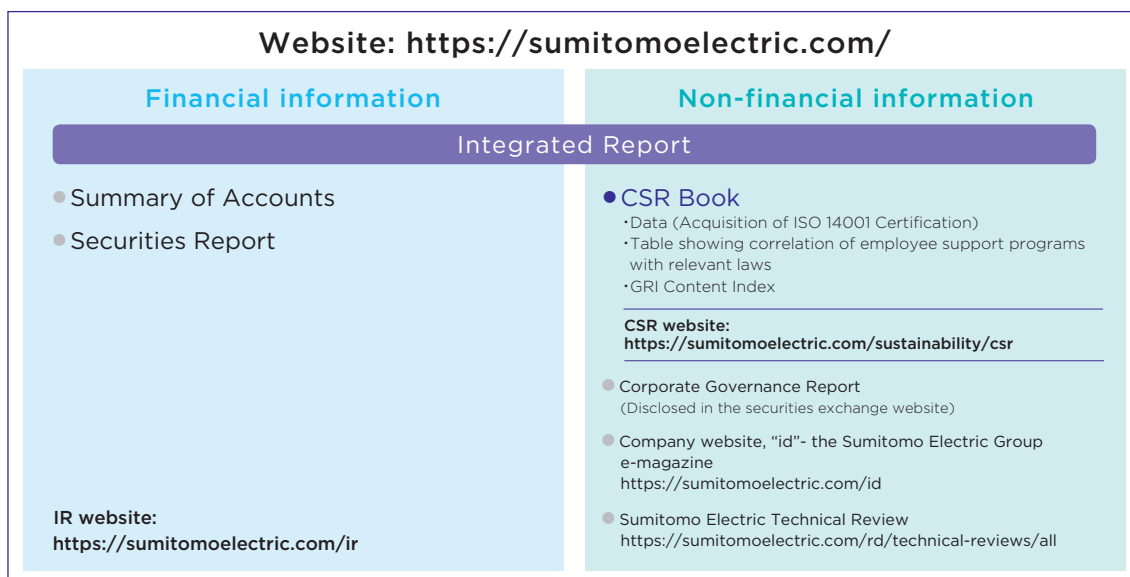 Website: https://sumitomoelectric.com/
Financial information
Non-financial information
Integrated Report
Summary of Accounts
Securities Report
IR website:
https://sumitomoelectric.com/ir
CSR Book
・Data (Acquisition of ISO 14001 Certification)
・Table showing correlation of employee support programs
with relevant laws
・GRI Content Index
CSR website:
https://sumitomoelectric.com/sustainability/csr
Corporate Governance Report
(Disclosed in the securities exchange website)
Company website, “id”- the Sumitomo Electric Group
e-magazine
https://sumitomoelectric.com/id
Sumitomo Electric Technical Review
https://sumitomoelectric.com/rd/technical-reviews/all